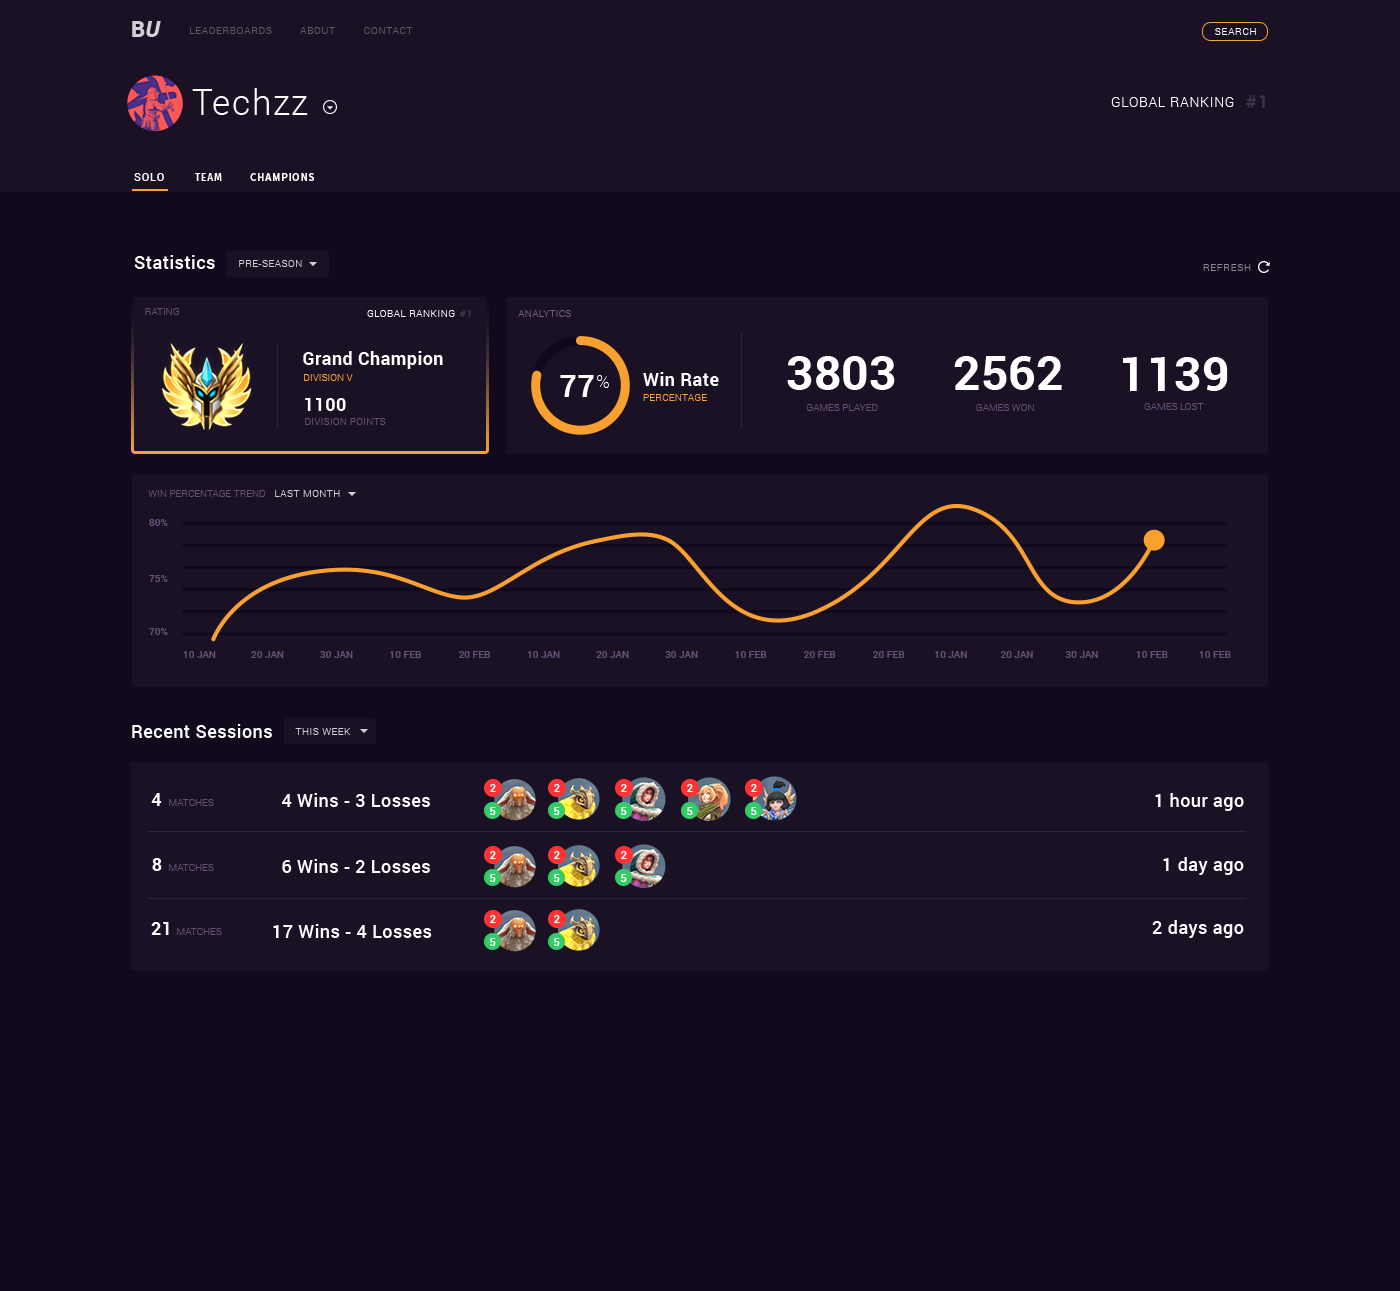 BU LEADERBOARDS ABOUT CONTACT SEARCH
Techzz GLOBAL RANKING #1
SOLO TEAM CHAMPIONS
Statistics PRE-SEASON REFRESH
RATING GLOBAL RANKING #1
Grand Champion
DIVISION V
1100
DIVISION POINTS
ANALYTICS
77%
Win Rate
PERCENTAGE
3803 2562 1139
GAMES PLAYED GAMES WON GAMES LOST
WIN PERCENTAGE TREND LAST MONTH
80%
75%
70%
10 JAN 20 JAN 30 JAN 10 FEB 20 FEB 10 JAN 20 JAN 30 JAN 10 FEB 20 FEB 20 FEB 10 JAN 20 JAN 30 JAN 10 FEB 10 FEB
Recent Sessions THIS WEEK
4 MATCHES 4 Wins - 3 Losses 2 5 2 5 2 5 2 5 2 5 1 hour ago
8 MATCHES 6 Wins - 2 Losses 2 5 2 5 2 5 1 day ago
21 MATCHES 17 Wins - 4 Losses 2 5 2 5 2 days ago